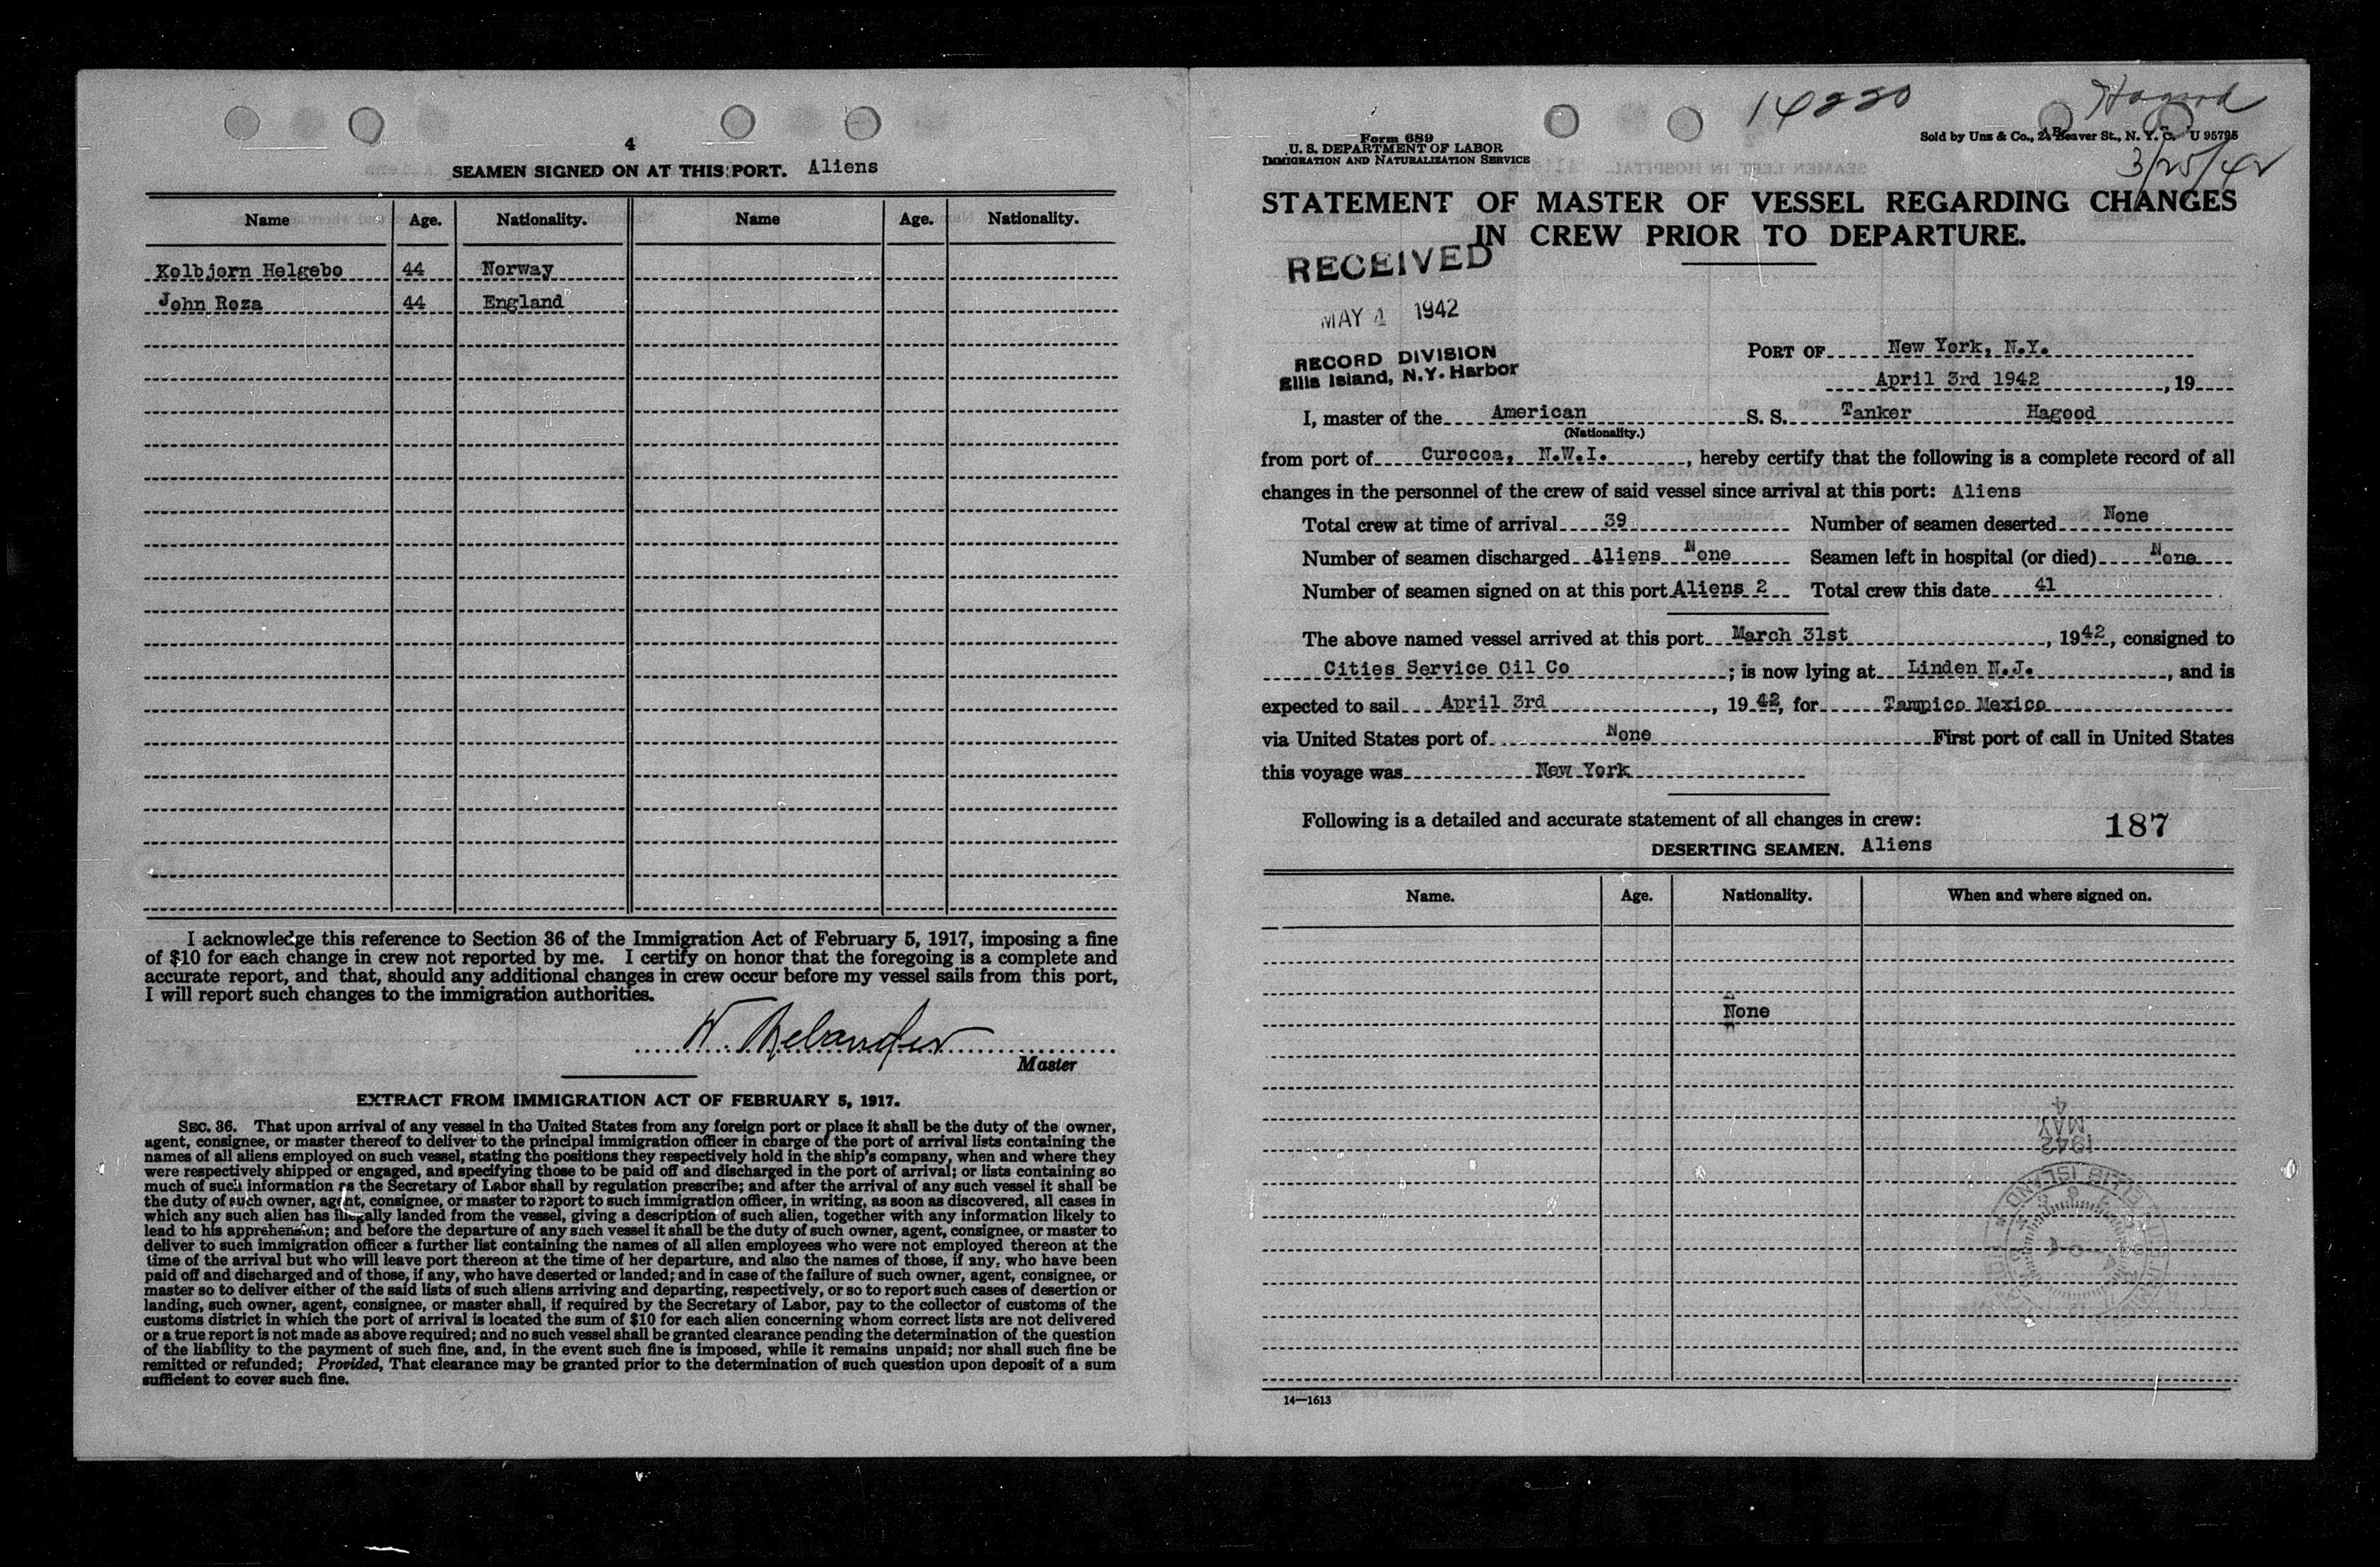 4
SEAMEN SIGNED ON AT THIS PORT. Aliens
Name Age. Nationality. Name Age. Nationality.
Kolbjorn Helgebo 44 Norway
John Roza 44 England
I acknowledge this reference to Section 36 of the Immigration Act of February 5, 1917, imposing a fine
of $10 for each change in crew not reported by me. I certify on honor that the foregoing is a complete and
accurate report, and that, should any additional changes in crew occur before my vessel sails from this port,
I will report such changes to the immigration authorities.
Master
EXTRACT FROM IMMIGRATION ACT OF FEBRUARY 5, 1917.
SEC. 36. That upon arrival of any vessel in the United States from any foreign port or place it shall be the duty of the owner,
agent, consignee, or master thereof to deliver to the principal immigration officer in charge of the port of arrival lists containing the
names of all aliens employed on such vessel, stating the positions they respectively hold in the ship's company, when and where they
were respectively shipped or engaged, and specifying those to be paid off and discharged in the port of arrival; or lists containing so
much of such information as the Secretary of Labor shall by regulation prescribe; and after the arrival of any such vessel it shall be
the duty of such owner, agent, consignee, or master to report to such immigration officer, in writing, as soon as discovered, all cases in
which any such alien has illegally landed from the vessel, giving a description of such alien, together with any information likely to
lead to his apprehension; and before the departure of any such vessel it shall be the duty of such owner, agent, consignee, or master to
deliver to such immigration officer a further list containing the names of all alien employees who were not employed thereon at the
time of the arrival but who will leave port thereon at the time of her departure, and also the names of those, if any, who have been
paid off and discharged and of those, if any, who have deserted or landed; and in case of the failure of such owner, agent, consignee, or
master so to deliver either of the said lists of such aliens arriving and departing, respectively, or so to report such cases of desertion or
landing, such owner, agent, consignee, or master shall, if required by the Secretary of Labor, pay to the collector of customs of the
customs district in which the port of arrival is located the sum of $10 for each alien concerning whom correct lists are not delivered
or a true report is not made as above required; and no such vessel shall be granted clearance pending the determination of the question
of the liability to the payment of such fine, and, in the event such fine is imposed, while it remains unpaid; nor shall such fine be
remitted or refunded; Provided, That clearance may be granted prior to the determination of such question upon deposit of a sum
sufficient to cover such fine.
14220 Hagood
Form 689
U. S. DEPARTMENT OF LABOR
IMMIGRATION AND NATURALIZATION SERVICE
Sold by Unz & Co., 24 Beaver St., N. Y. C. U 95795
3/25/42
STATEMENT OF MASTER OF VESSEL REGARDING CHANGES
IN CREW PRIOR TO DEPARTURE.
RECEIVED
MAY 4 1942
RECORD DIVISION
Ellis Island, N.Y. Harbor
PORT OF New York, N.Y.
April 3rd 1942, 19
I, master of the American S. S. Tanker Hagood
(Nationality.)
from port of Curocoa, N.W.I., hereby certify that the following is a complete record of all
changes in the personnel of the crew of said vessel since arrival at this port: Aliens
Total crew at time of arrival 39 Number of seamen deserted None
Number of seamen discharged Aliens None Seamen left in hospital (or died) None
Number of seamen signed on at this port Aliens 2 Total crew this date 41
The above named vessel arrived at this port March 31st, 1942, consigned to
Cities Service Oil Co; is now lying at Linden N.J., and is
expected to sail April 3rd, 1942, for Tampico Mexico
via United States port of None First port of call in United States
this voyage was New York
Following is a detailed and accurate statement of all changes in crew: 187
DESERTING SEAMEN. Aliens
Name. Age. Nationality. When and where signed on.
None
MAY 4
1942
ELLIS ISLAND
14—1613